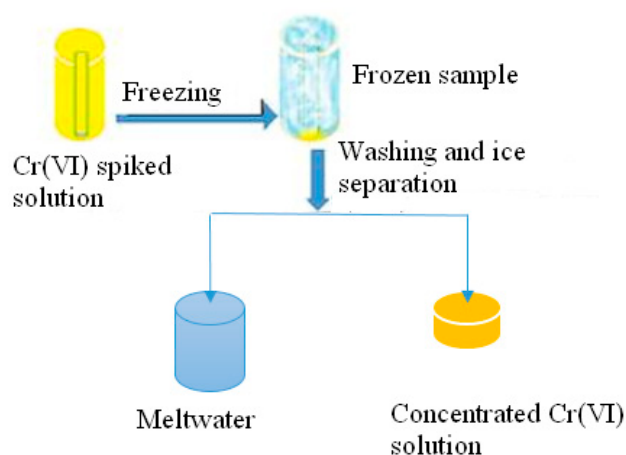 Freezing
Frozen sample
Cr(VI) spiked
solution
Washing and ice
separation
Meltwater
Concentrated Cr(VI)
solution